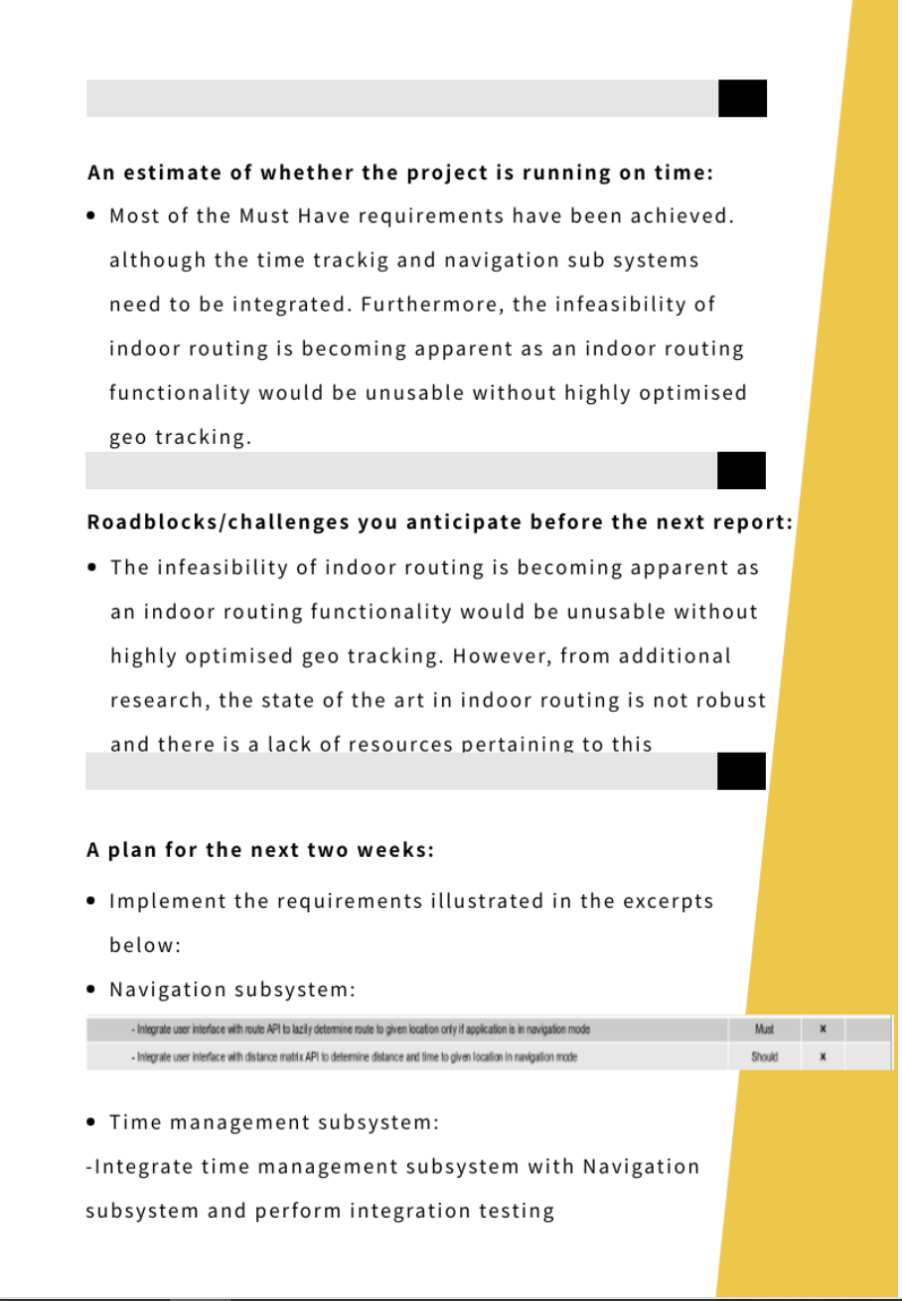 An estimate of whether the project is running on time:
• Most of the Must Have requirements have been achieved.
although the time trackig and navigation sub systems
need to be integrated. Furthermore, the infeasibility of
indoor routing is becoming apparent as an indoor routing
functionality would be unusable without highly optimised
geo tracking.
Roadblocks/challenges you anticipate before the next report:
• The infeasibility of indoor routing is becoming apparent as
an indoor routing functionality would be unusable without
highly optimised geo tracking. However, from additional
research, the state of the art in indoor routing is not robust
and there is a lack of resources pertaining to this
A plan for the next two weeks:
• Implement the requirements illustrated in the excerpts
below:
• Navigation subsystem:
- Integrate user interface with route API to lazily determine route to given location only if application is in navigation mode Must x
- Integrate user interface with distance matrix API to determine distance and time to given location in navigation mode Should x
• Time management subsystem:
-Integrate time management subsystem with Navigation
subsystem and perform integration testing